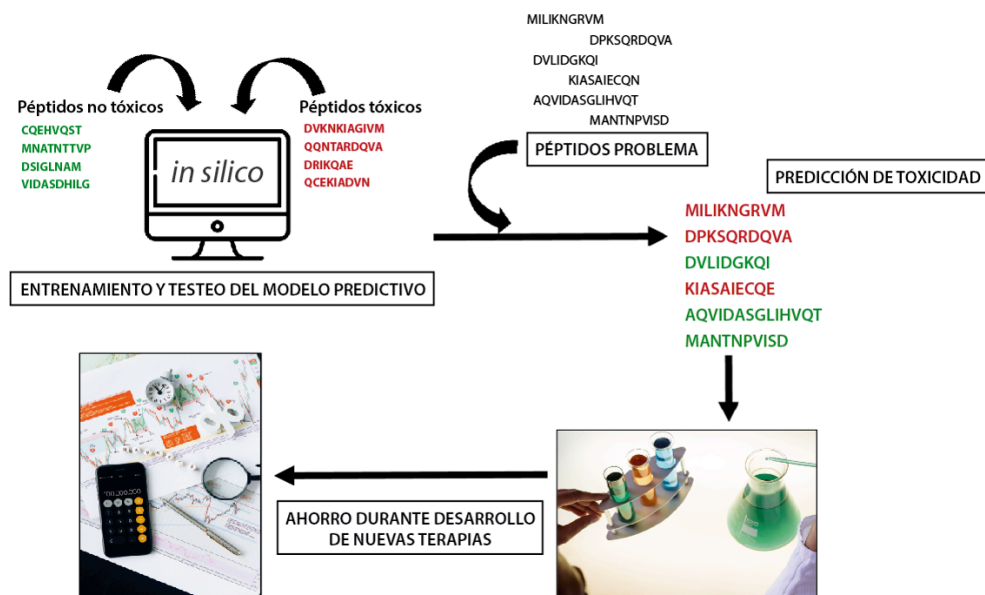 MILIKNGRVM
DPKSQRDQVA
DVLIDGKQI
KIASAIECQN
AQVIDASGLIHVQT
MANTNPVISD
PÉPTIDOS PROBLEMA
Péptidos no tóxicos
CQEHVQST
MNATNTTVP
DSIGLNAM
VIDASDHILG
Péptidos tóxicos
DVKNKIAGIVM
QQNTARDQVA
DRIKQAE
QCEKIADVN
in silico
ENTRENAMIENTO Y TESTEO DEL MODELO PREDICTIVO
PREDICCIÓN DE TOXICIDAD
MILIKNGRVM
DPKSQRDQVA
DVLIDGKQI
KIASAIECQE
AQVIDASGLIHVQT
MANTNPVISD
AHORRO DURANTE DESARROLLO
DE NUEVAS TERAPIAS